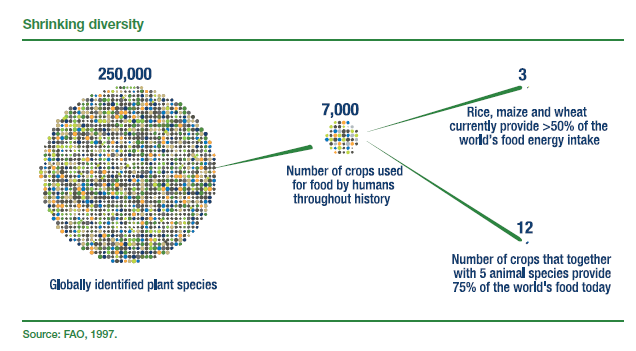 Shrinking diversity
250,000
Globally identified plant species
7,000
Number of crops used
for food by humans
throughout history
3
Rice, maize and wheat
currently provide >50% of the
world's food energy intake
12
Number of crops that together
with 5 animal species provide
75% of the world's food today
Source: FAO, 1997.